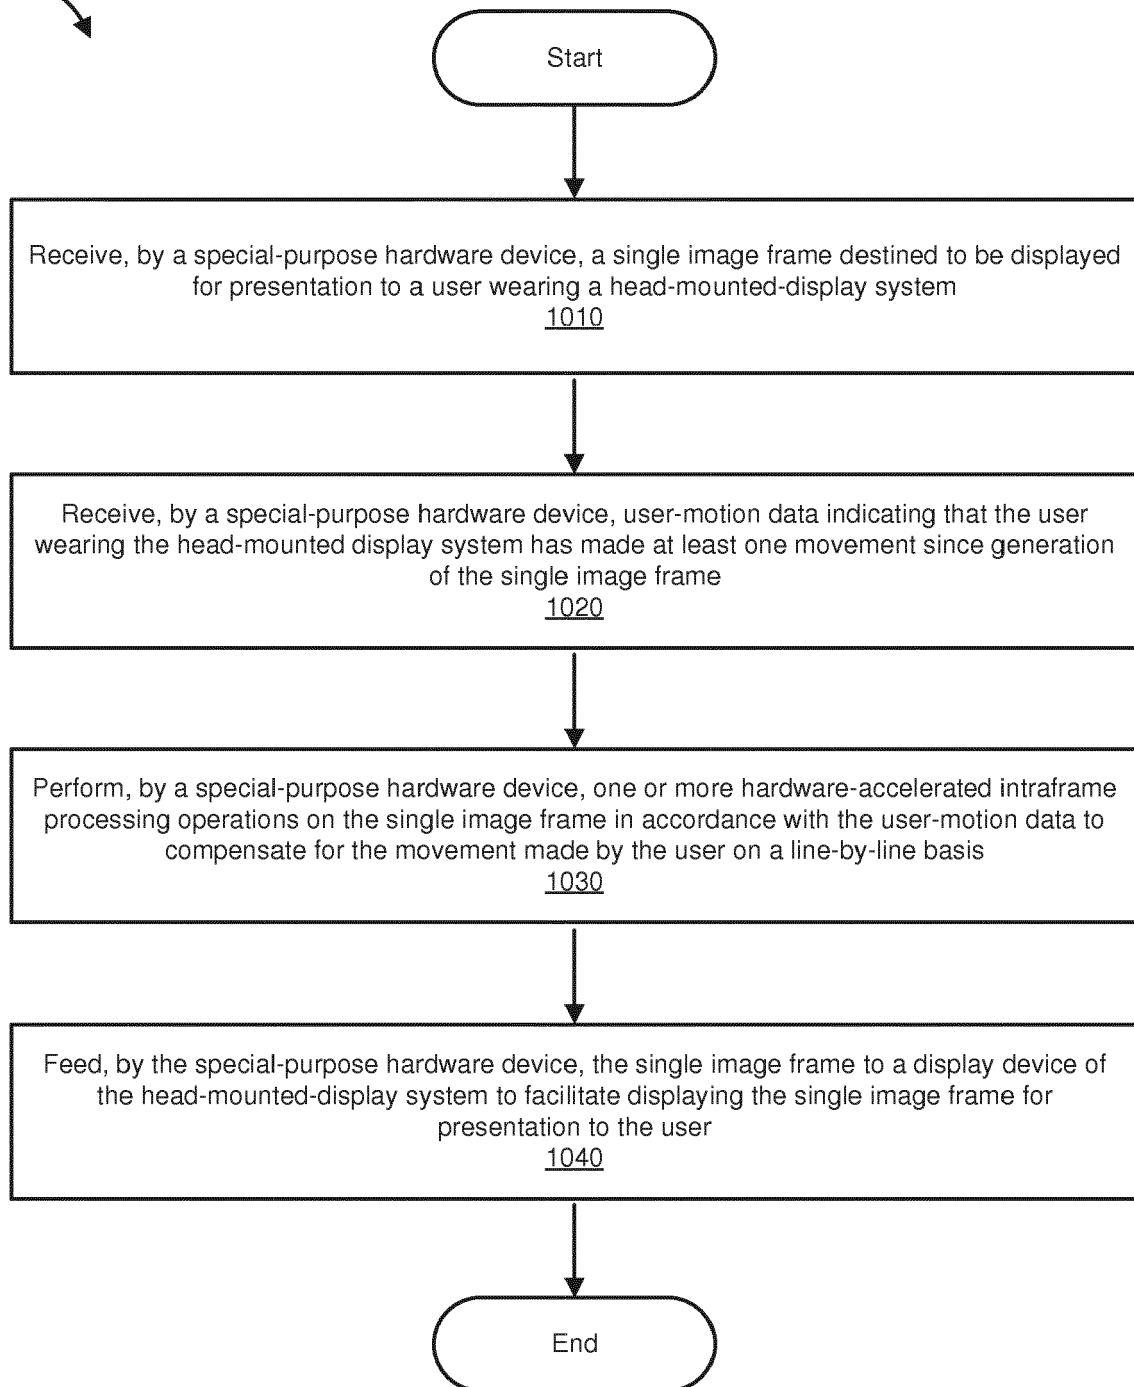 Start
Receive, by a special-purpose hardware device, a single image frame destined to be displayed
for presentation to a user wearing a head-mounted-display system
1010
Receive, by a special-purpose hardware device, user-motion data indicating that the user
wearing the head-mounted display system has made at least one movement since generation
of the single image frame
1020
Perform, by a special-purpose hardware device, one or more hardware-accelerated intraframe
processing operations on the single image frame in accordance with the user-motion data to
compensate for the movement made by the user on a line-by-line basis
1030
Feed, by the special-purpose hardware device, the single image frame to a display device of
the head-mounted-display system to facilitate displaying the single image frame for
presentation to the user
1040
End